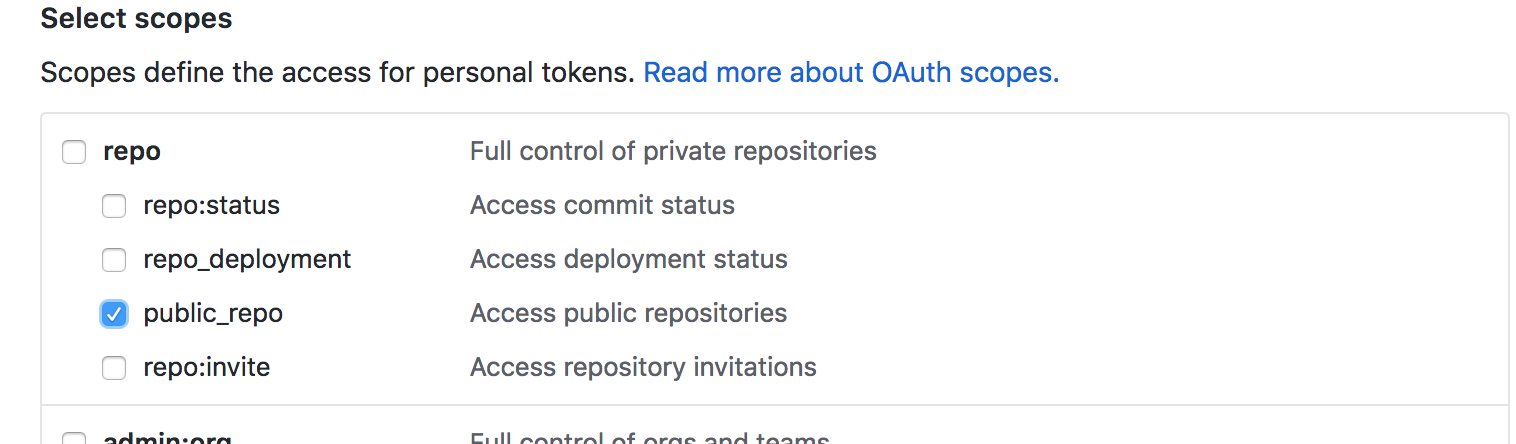 Select scopes
Scopes define the access for personal tokens. Read more about OAuth scopes.
repo Full control of private repositories
repo:status Access commit status
repo_deployment Access deployment status
public_repo Access public repositories
repo:invite Access repository invitations
admin:org Full control of orgs and teams